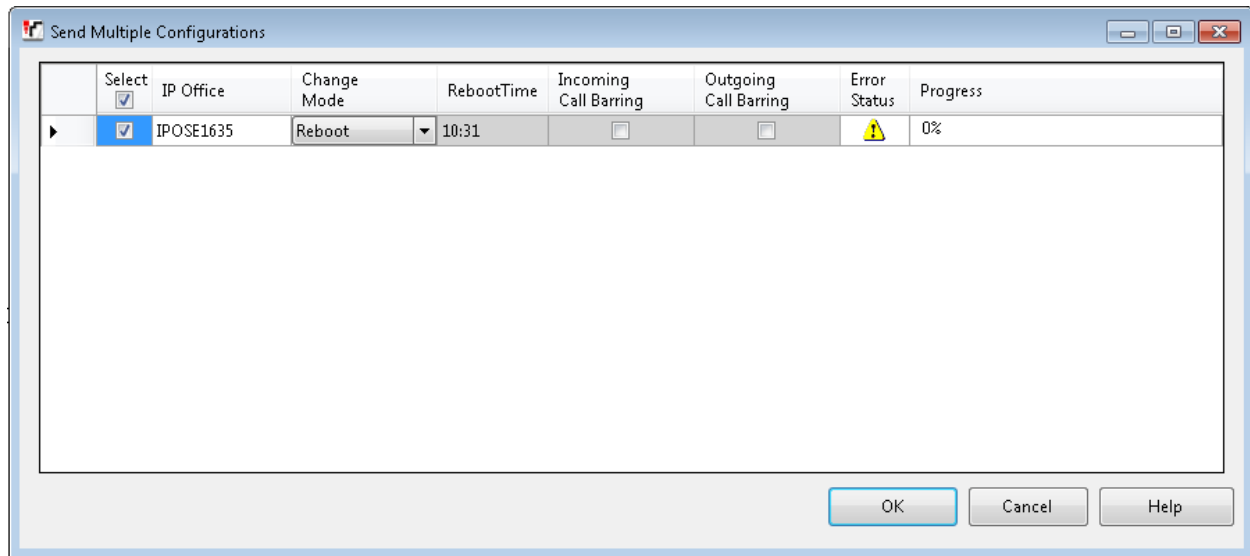 Send Multiple Configurations
Select IP Office Change Mode RebootTime Incoming Call Barring Outgoing Call Barring Error Status Progress
IPOSE1635 Reboot 10:31 0%
OK Cancel Help